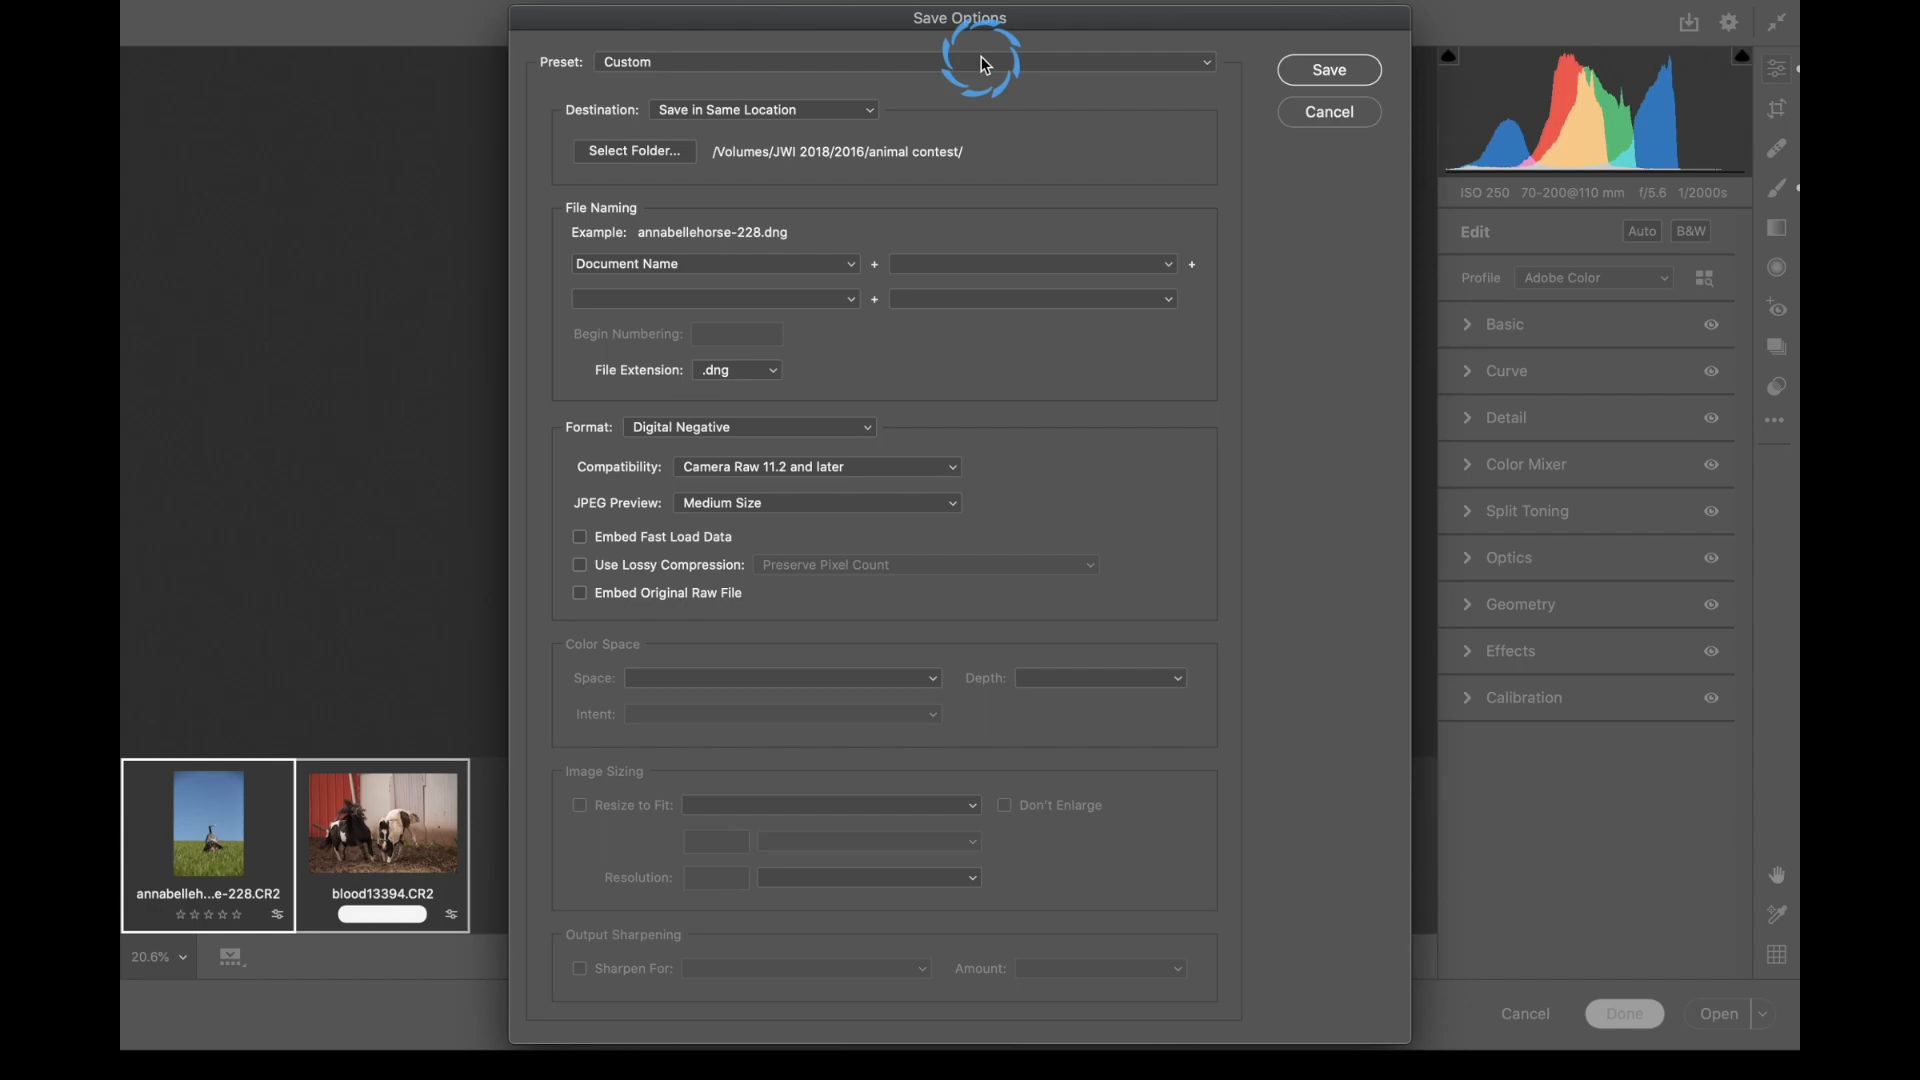 Save Options
Preset: Custom
Save
Cancel
Destination: Save in Same Location
Select Folder... /Volumes/JWI 2018/2016/animal contest/
File Naming
Example: annabellehorse-228.dng
Document Name + +
+
Begin Numbering:
File Extension: .dng
Format: Digital Negative
Compatibility: Camera Raw 11.2 and later
JPEG Preview: Medium Size
Embed Fast Load Data
Use Lossy Compression: Preserve Pixel Count
Embed Original Raw File
Color Space
Space: Depth:
Intent:
Image Sizing
Resize to Fit: Don't Enlarge
Resolution:
Output Sharpening
Sharpen For: Amount:
ISO 250 70-200@110 mm f/5.6 1/2000s
Edit Auto B&W
Profile Adobe Color
Basic
Curve
Detail
Color Mixer
Split Toning
Optics
Geometry
Effects
Calibration
annabelleh...e-228.CR2
blood13394.CR2
20.6%
Cancel Done Open